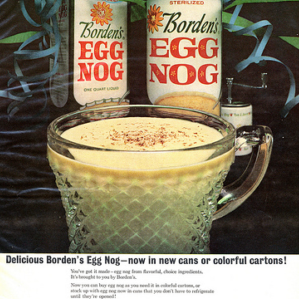 STERILIZED
Borden's
EGG
NOG
ONE QUART LIQUID
Borden's
EGG
NOG
Delicious Borden's Egg Nog—now in new cans or colorful cartons!
You've got it made—egg nog from flavorful, choice ingredients.
It's brought to you by Borden's.
Now you can buy egg nog as you need it in colorful cartons, or
stock up with egg nog now in cans that you don't have to refrigerate
until they're opened!